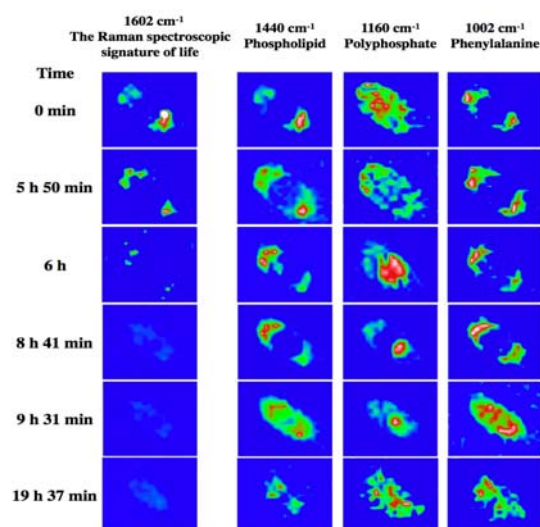 1602 cm⁻¹
The Raman spectroscopic
signature of life
1440 cm⁻¹
Phospholipid
1160 cm⁻¹
Polyphosphate
1002 cm⁻¹
Phenylalanine
Time
0 min
5 h 50 min
6 h
8 h 41 min
9 h 31 min
19 h 37 min